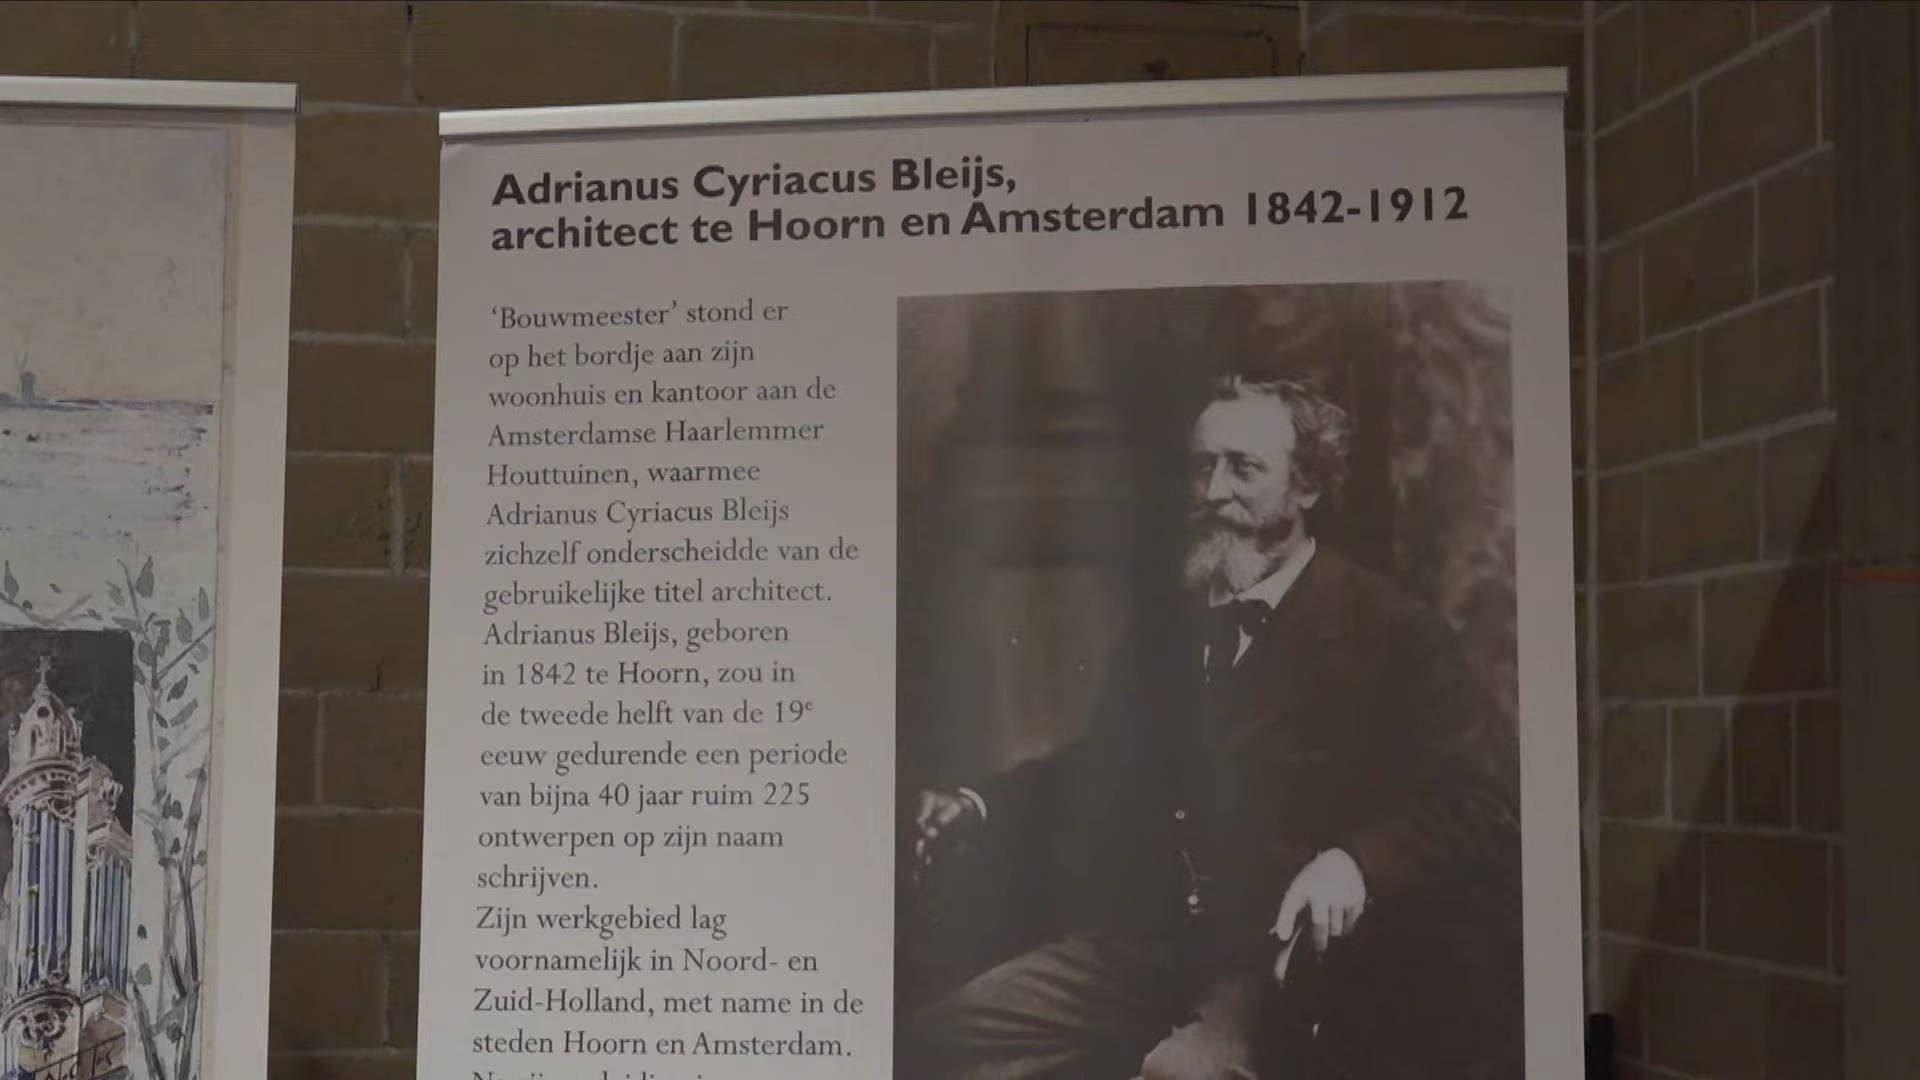 Adrianus Cyriacus Bleijs,
architect te Hoorn en Amsterdam 1842-1912
‘Bouwmeester’ stond er
op het bordje aan zijn
woonhuis en kantoor aan de
Amsterdamse Haarlemmer
Houttuinen, waarmee
Adrianus Cyriacus Bleijs
zichzelf onderscheidde van de
gebruikelijke titel architect.
Adrianus Bleijs, geboren
in 1842 te Hoorn, zou in
de tweede helft van de 19e
eeuw gedurende een periode
van bijna 40 jaar ruim 225
ontwerpen op zijn naam
schrijven.
Zijn werkgebied lag
voornamelijk in Noord- en
Zuid-Holland, met name in de
steden Hoorn en Amsterdam.